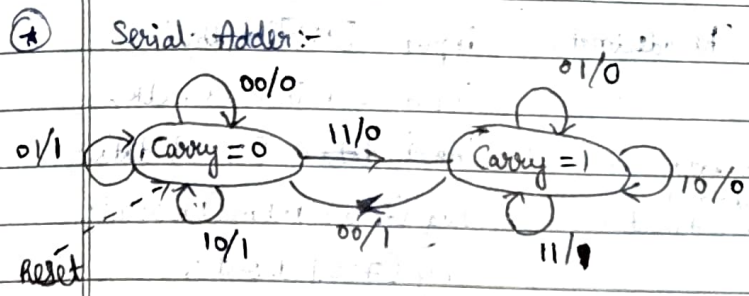 * Serial Adder:-
00/0
01/0
01/1
Carry = 0
11/0
Carry = 1
10/0
10/1
00/1
11/1
Reset